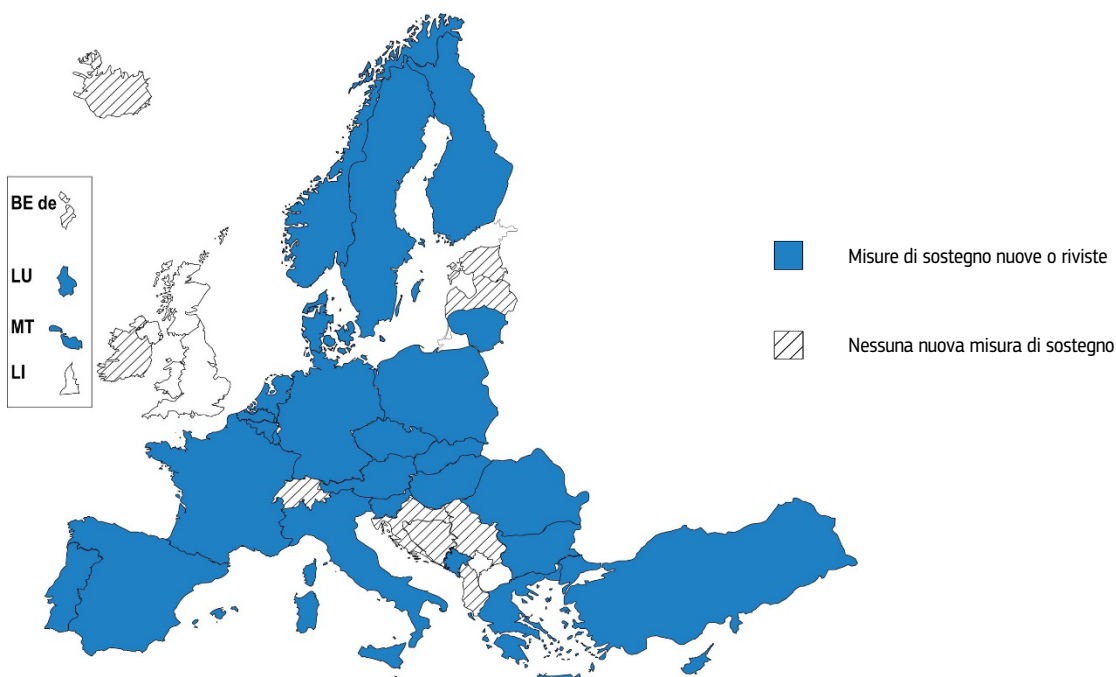 BE de
LU
MT
LI
Misure di sostegno nuove o riviste
Nessuna nuova misura di sostegno